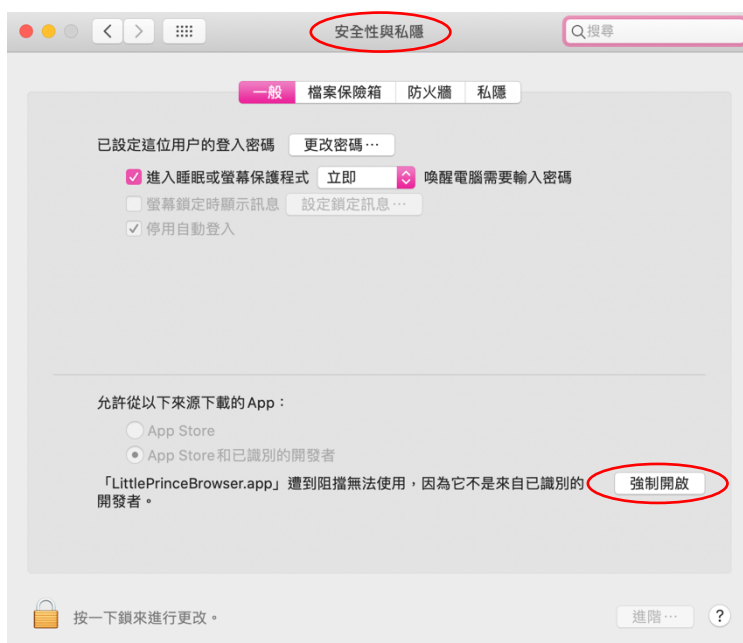 安全性與私隱
搜尋
一般 檔案保險箱 防火牆 私隱
已設定這位用户的登入密碼 更改密碼⋯
進入睡眠或螢幕保護程式 立即 喚醒電腦需要輸入密碼
螢幕鎖定時顯示訊息 設定鎖定訊息⋯
停用自動登入
允許從以下來源下載的App：
App Store
App Store和已識別的開發者
「LittlePrinceBrowser.app」遭到阻擋無法使用，因為它不是來自已識別的
開發者。
強制開啟
按一下鎖來進行更改。
進階⋯
?